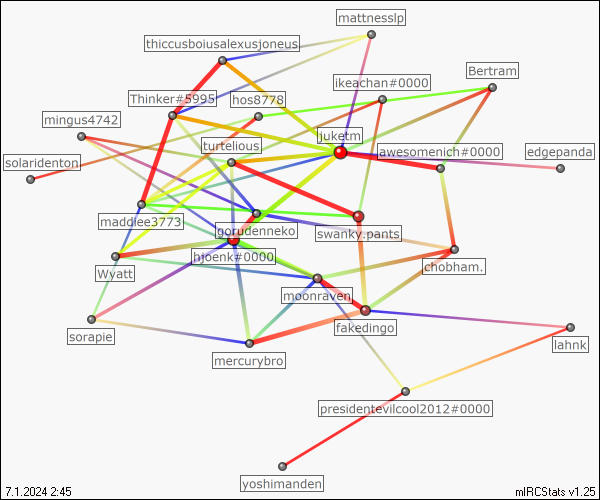 mattnesslp
thiccusboiusalexusjoneus
Bertram
ikeachan#0000
Thinker#5995
hos8778
mingus4742
juketm
turtelious
awesomenich#0000
edgepanda
solaridenton
maddiee3773
gorudenneko
swanky.pants
hjoenk#0000
chobham.
Wyatt
moonraven
fakedingo
sorapie
lahnk
mercurybro
presidentevilcool2012#0000
yoshimanden
7.1.2024 2:45
mIRCStats v1.25